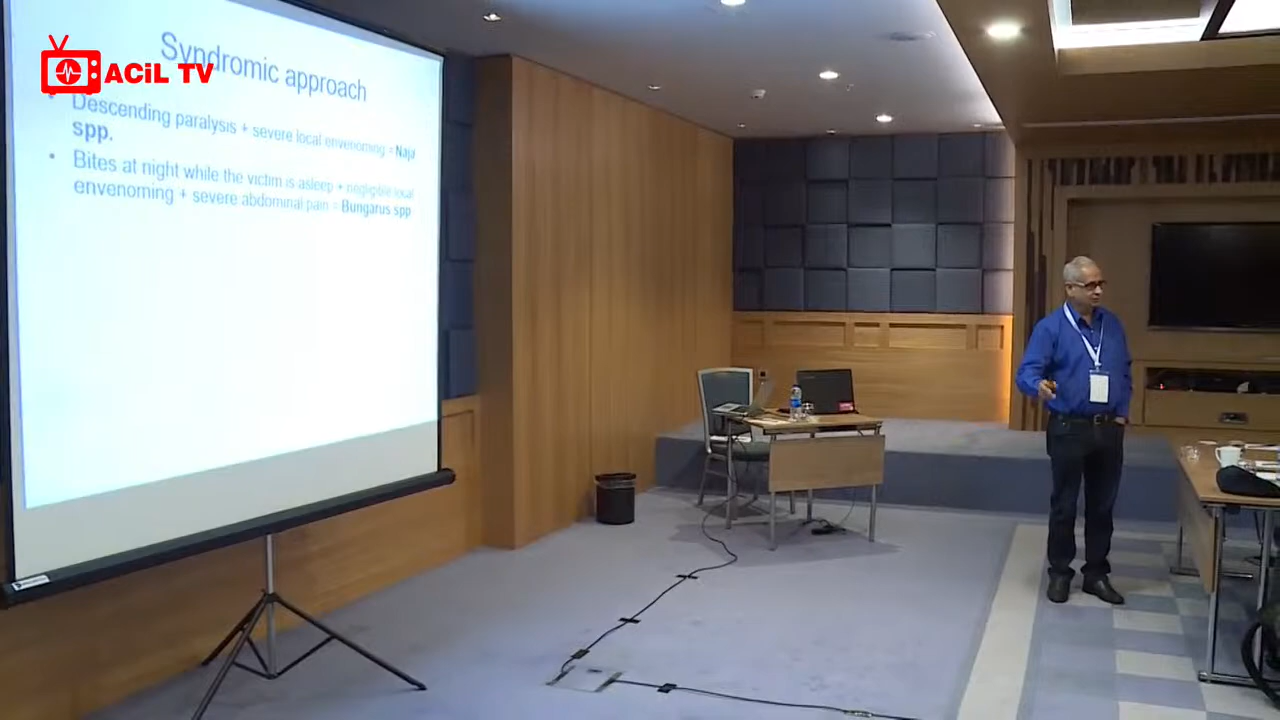 ACiL TV
Syndromic approach
• Descending paralysis + severe local envenoming = Naja
spp.
• Bites at night while the victim is asleep + negligible local
envenoming + severe abdominal pain = Bungarus spp